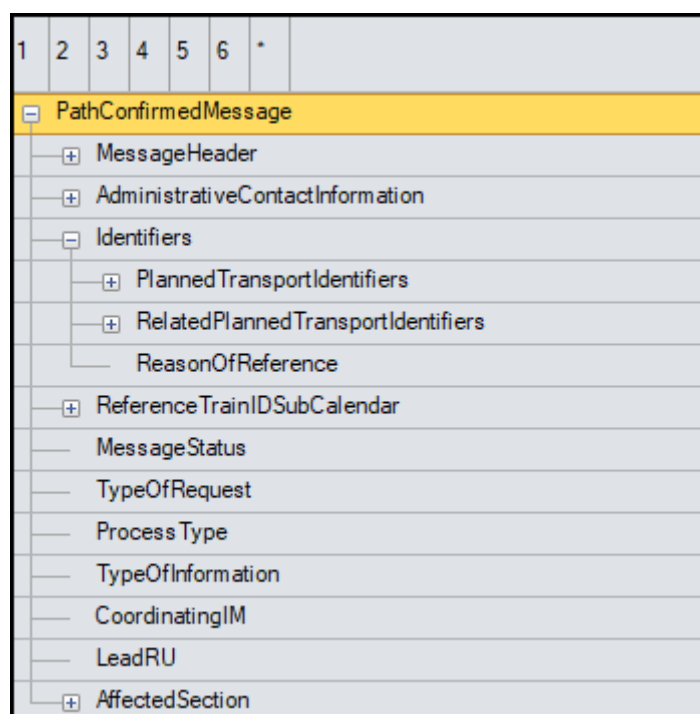 1 2 3 4 5 6 *
PathConfirmedMessage
MessageHeader
AdministrativeContactInformation
Identifiers
PlannedTransportIdentifiers
RelatedPlannedTransportIdentifiers
ReasonOfReference
ReferenceTrainIDSubCalendar
MessageStatus
TypeOfRequest
ProcessType
TypeOfInformation
CoordinatingIM
LeadRU
AffectedSection